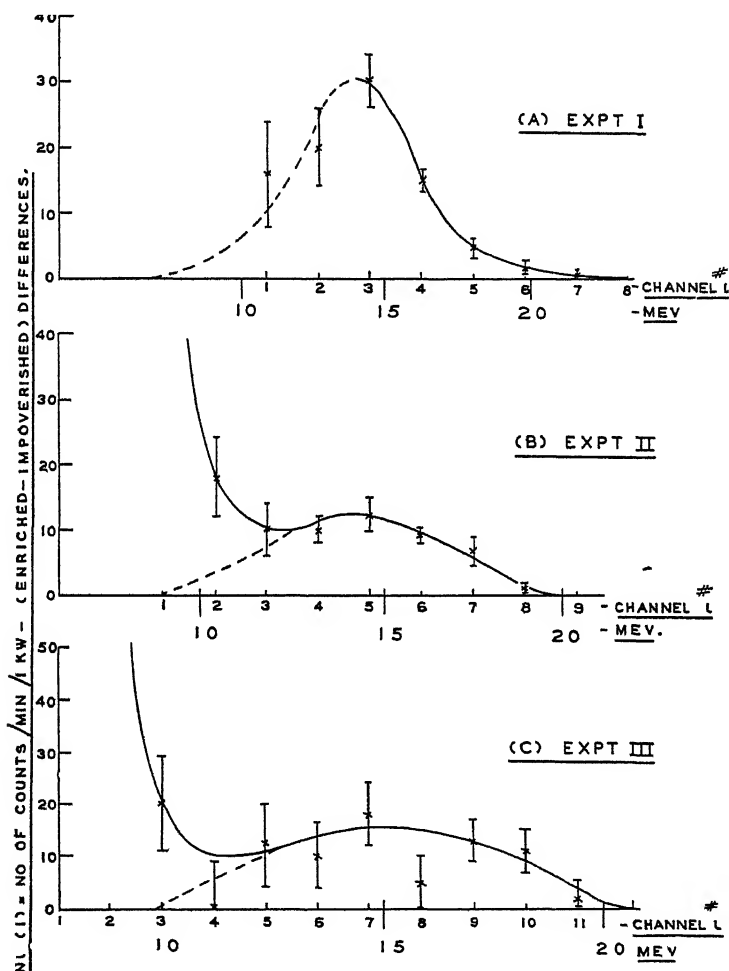 NL (1) = NO OF COUNTS /MIN /1 KW - (ENRICHED-IMPOVERISHED) DIFFERENCES.
40
30
20
10
0
(A) EXPT I
1 2 3 4 5 6 7 8 - CHANNEL L #
10 15 20 - MEV
40
30
20
10
0
(B) EXPT II
1 2 3 4 5 6 7 8 9 - CHANNEL L #
10 15 20 - MEV.
50
40
30
20
10
0
(C) EXPT III
1 2 3 4 5 6 7 8 9 10 11 - CHANNEL L #
10 15 20 MEV